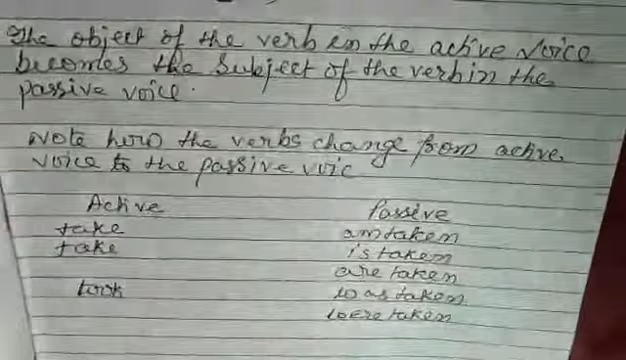 The object of the verb in the active voice
becomes the subject of the verb in the
passive voice.
Note how the verbs change from active
voice to the passive voic
Active Passive
take am taken
take is taken
are taken
took was taken
were taken